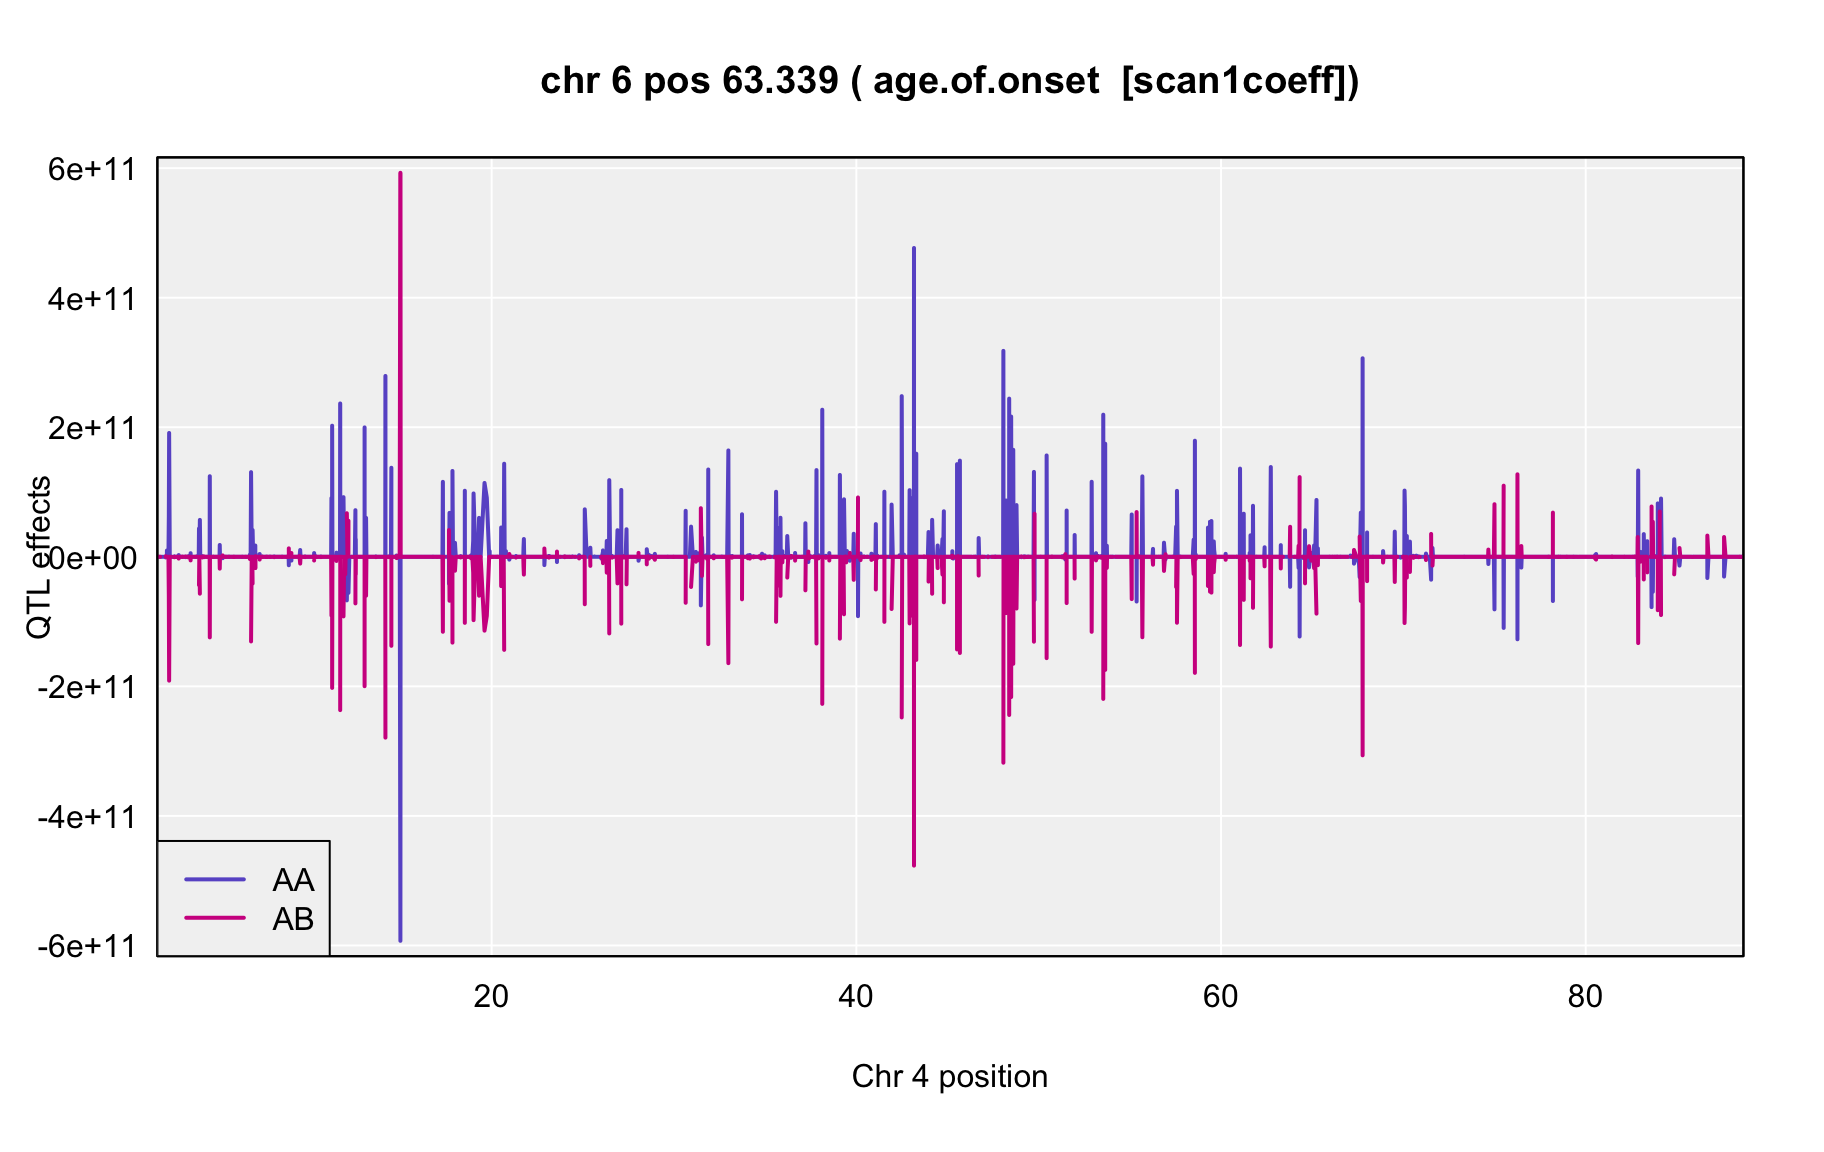 chr 6 pos 63.339 ( age.of.onset  [scan1coeff])
6e+11
4e+11
2e+11
0e+00
-2e+11
-4e+11
-6e+11
QTL effects
AA
AB
20
40
60
80
Chr 4 position